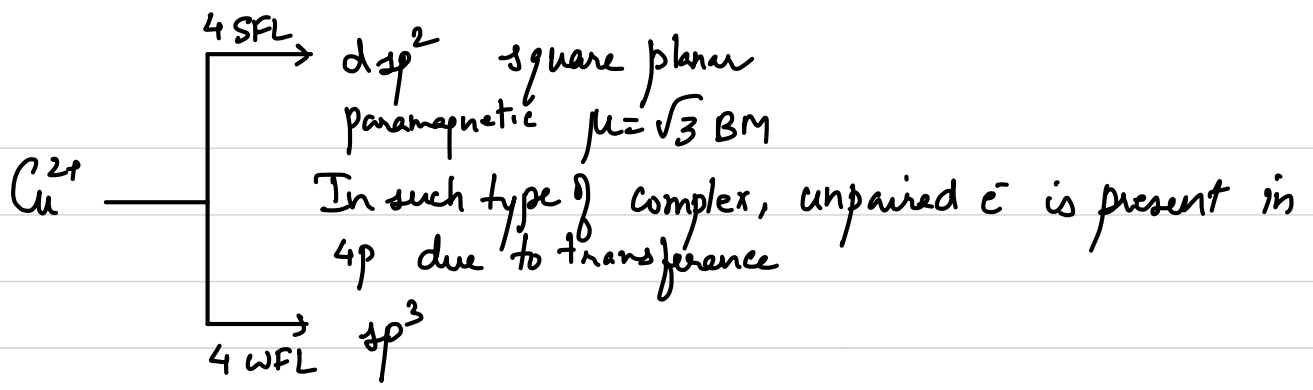 4 SFL
dsp² square planar
paramagnetic μ = √3 BM
Cu²⁺
In such type of complex, unpaired e⁻ is present in
4p due to transference
4 WFL
sp³